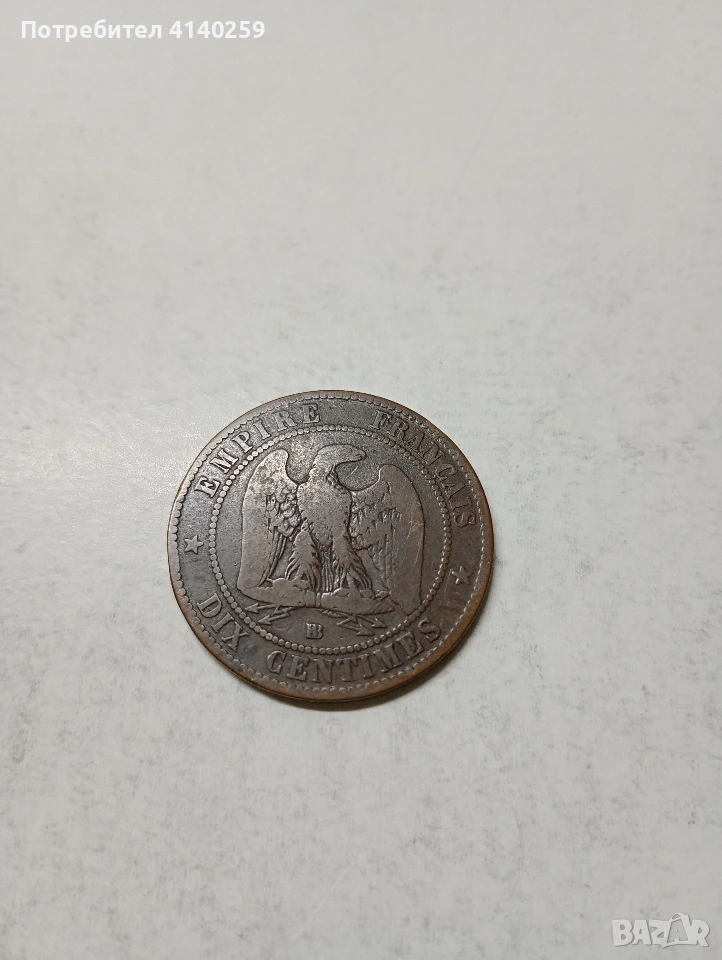 Потребител 4140259
EMPIRE FRANÇAIS
BB
DIX CENTIMES
BAZAR